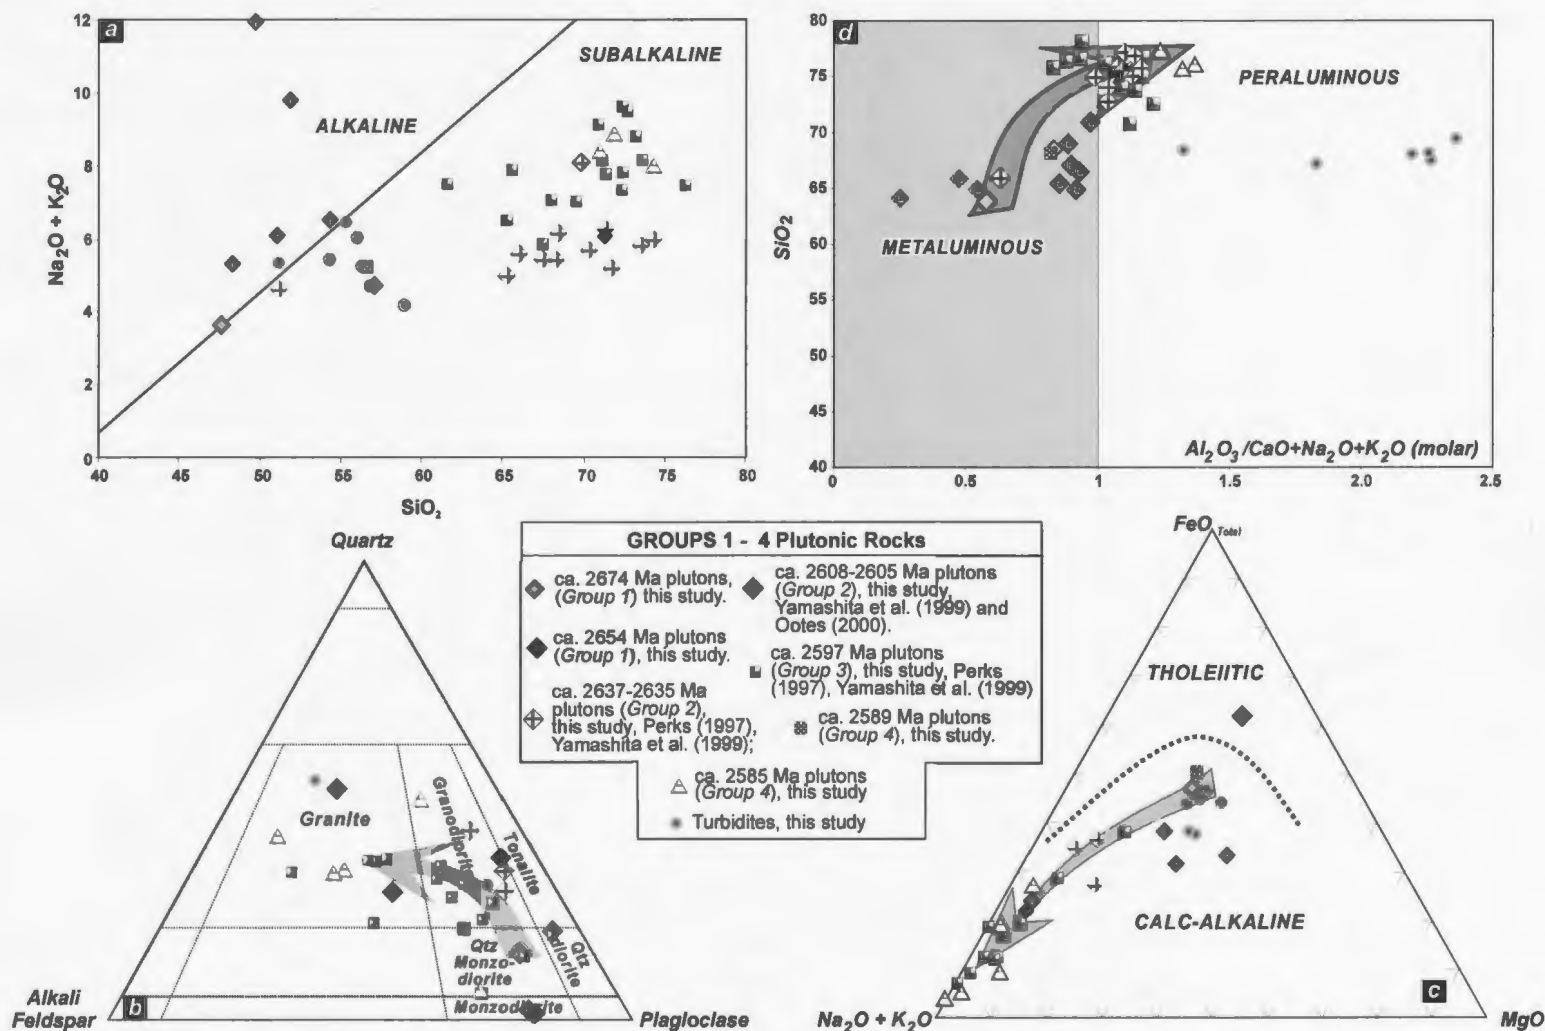 a
12
10
8
6
4
2
0
Na2O + K2O
ALKALINE
SUBALKALINE
40
45
50
55
60
65
70
75
80
SiO2
d
80
75
70
65
60
55
50
45
40
SiO2
METALUMINOUS
PERALUMINOUS
Al2O3/CaO+Na2O+K2O (molar)
0
0.5
1
1.5
2.0
2.5
GROUPS 1 - 4 Plutonic Rocks
ca. 2674 Ma plutons,
(Group 1) this study.
ca. 2654 Ma plutons
(Group 1), this study.
ca. 2637-2635 Ma
plutons (Group 2),
this study, Perks (1997),
Yamashita et al. (1999);
ca. 2608-2605 Ma plutons
(Group 2), this study,
Yamashita et al. (1999) and
Ootes (2000).
ca. 2597 Ma plutons
(Group 3), this study, Perks
(1997), Yamashita et al. (1999)
ca. 2589 Ma plutons
(Group 4), this study.
ca. 2585 Ma plutons
(Group 4), this study
Turbidites, this study
Quartz
Granite
Granodiorite
Tonalite
Qtz
Monzo-
diorite
Qtz
diorite
Monzodiorite
Alkali
Feldspar
b
Plagloclase
FeO Total
THOLEIITIC
CALC-ALKALINE
Na2O + K2O
c
MgO